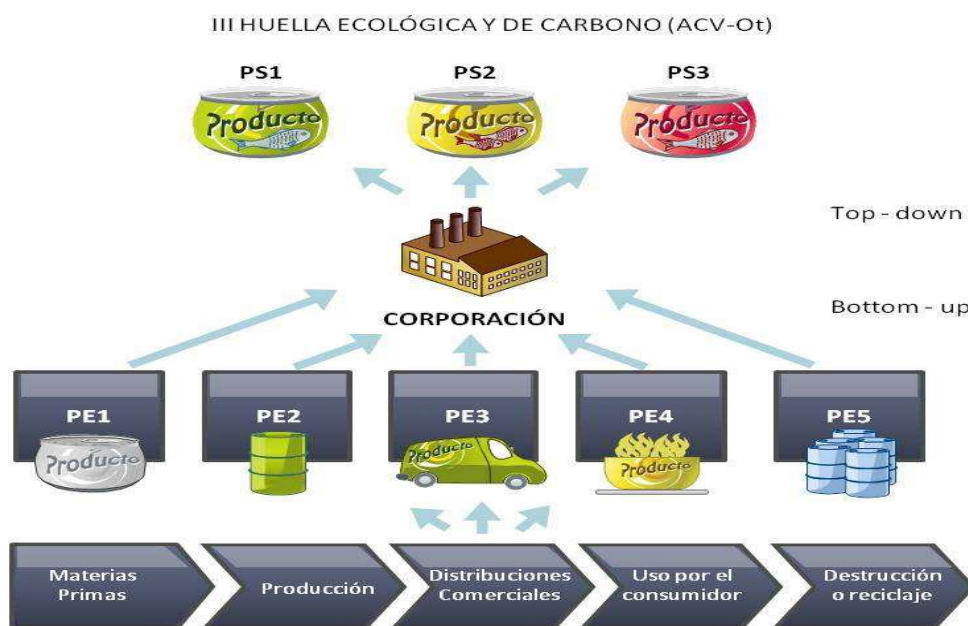 III HUELLA ECOLÓGICA Y DE CARBONO (ACV-Ot)
PS1
PS2
PS3
Producto
Producto
Producto
Top - down
Bottom - up
CORPORACIÓN
PE1
PE2
PE3
PE4
PE5
Producto
Producto
Producto
Materias
Primas
Producción
Distribuciones
Comerciales
Uso por el
consumidor
Destrucción
o reciclaje